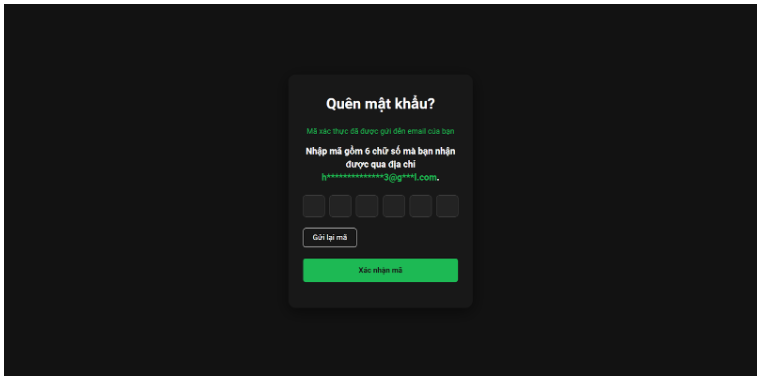 Quên mật khẩu?
Mã xác thực đã được gửi đến email của bạn
Nhập mã gồm 6 chữ số mà bạn nhận
được qua địa chỉ
h**************3@g***l.com.
Gửi lại mã
Xác nhận mã